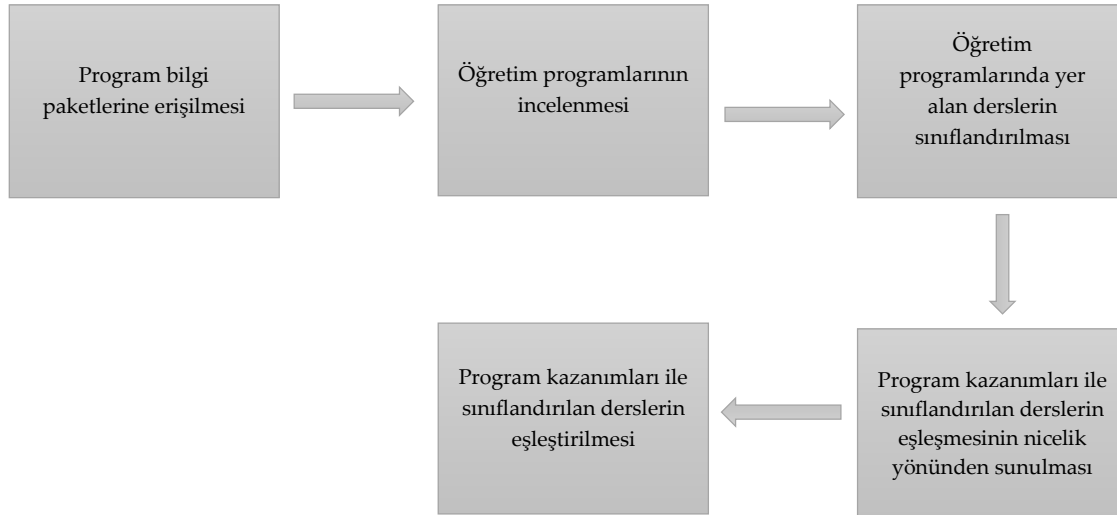 Program bilgi
paketlerine erişilmesi
Öğretim programlarının
incelenmesi
Öğretim
programlarında yer
alan derslerin
sınıflandırılması
Program kazanımları ile
sınıflandırılan derslerin
eşleşmesinin nicelik
yönünden sunulması
Program kazanımları ile
sınıflandırılan derslerin
eşleştirilmesi